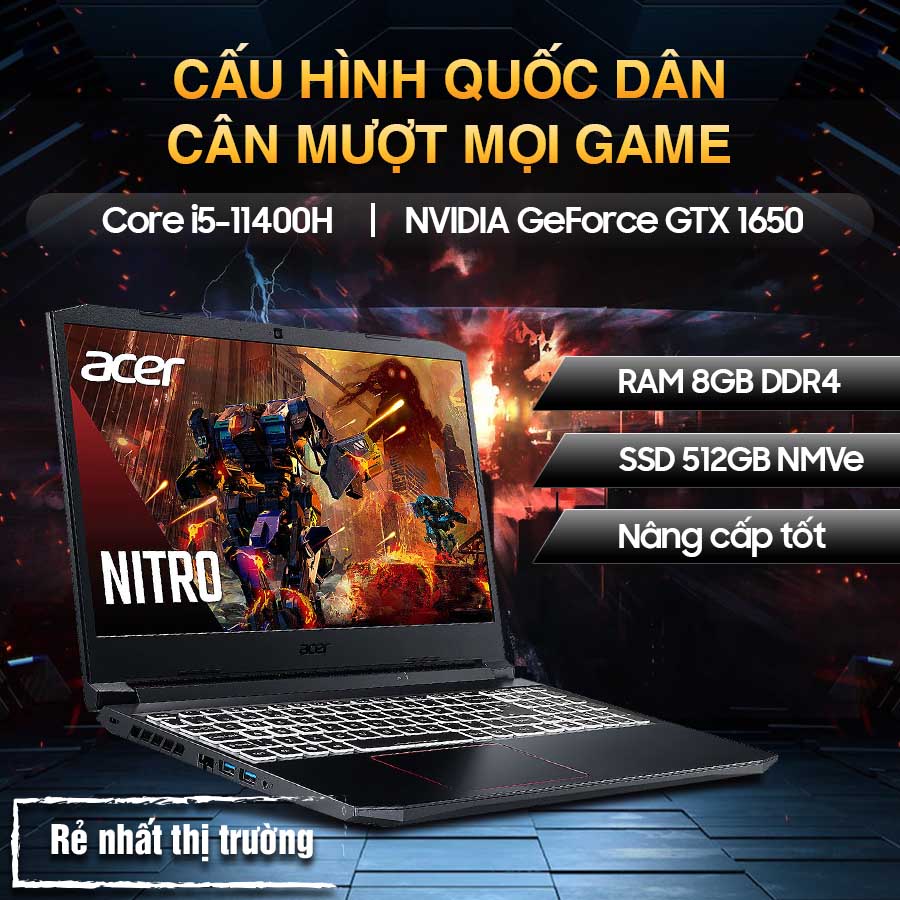 CẤU HÌNH QUỐC DÂN
CÂN MƯỢT MỌI GAME
Core i5-11400H | NVIDIA GeForce GTX 1650
acer
NITRO
acer
RAM 8GB DDR4
SSD 512GB NMVe
Nâng cấp tốt
Rẻ nhất thị trường